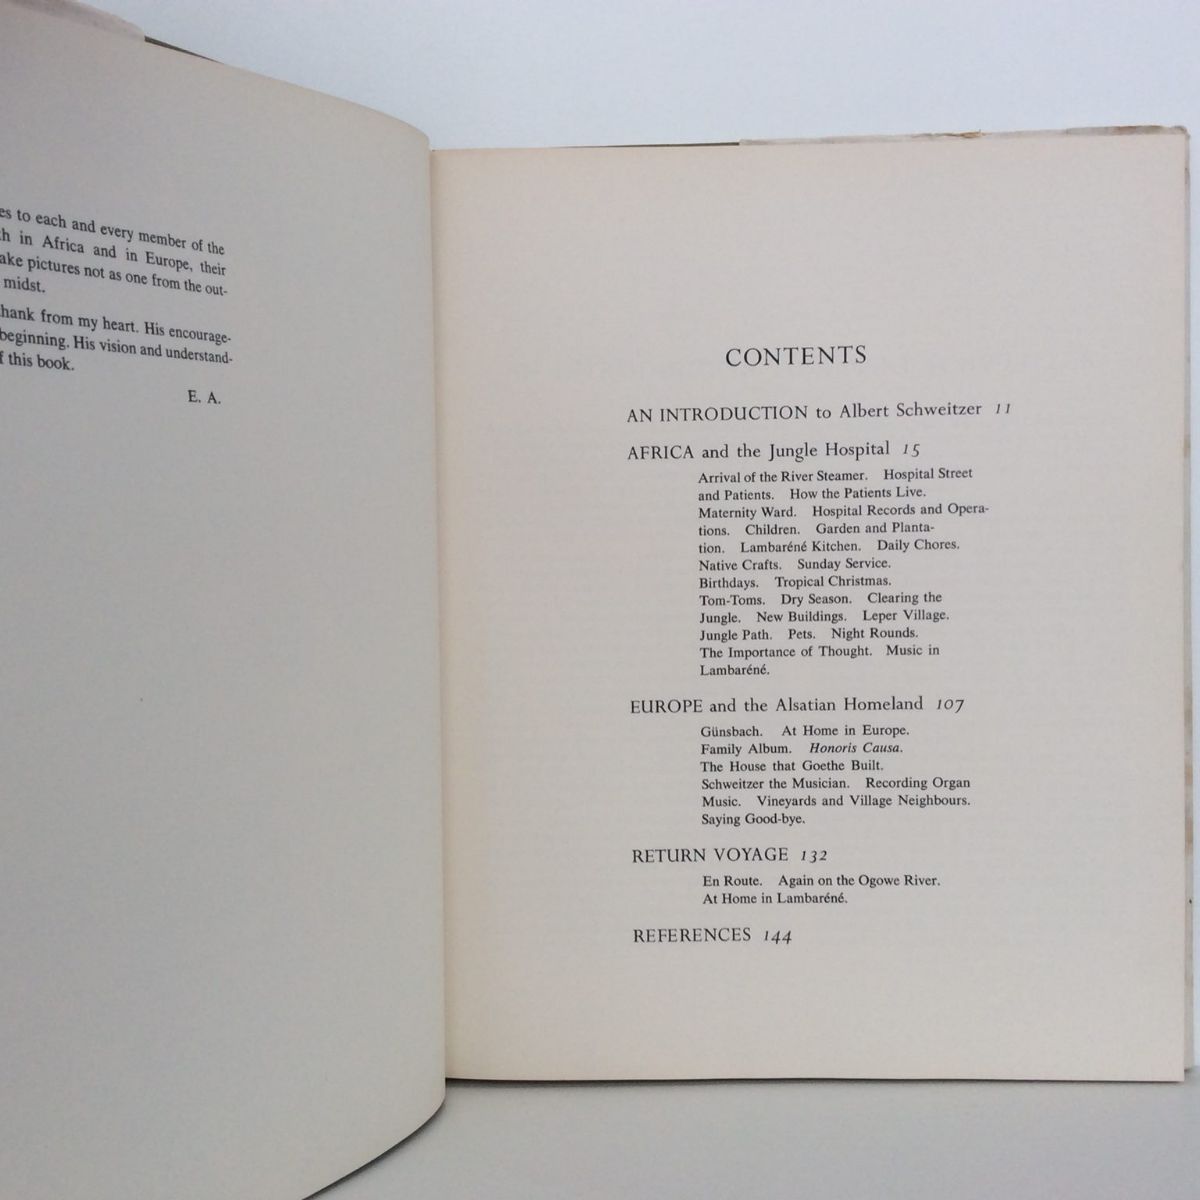 es to each and every member of the
h in Africa and in Europe, their
ake pictures not as one from the out-
midst.
hank from my heart. His encourage-
beginning. His vision and understand-
f this book.
E. A.
CONTENTS
AN INTRODUCTION to Albert Schweitzer 11
AFRICA and the Jungle Hospital 15
Arrival of the River Steamer. Hospital Street
and Patients. How the Patients Live.
Maternity Ward. Hospital Records and Opera-
tions. Children. Garden and Planta-
tion. Lambaréné Kitchen. Daily Chores.
Native Crafts. Sunday Service.
Birthdays. Tropical Christmas.
Tom-Toms. Dry Season. Clearing the
Jungle. New Buildings. Leper Village.
Jungle Path. Pets. Night Rounds.
The Importance of Thought. Music in
Lambaréné.
EUROPE and the Alsatian Homeland 107
Günsbach. At Home in Europe.
Family Album. Honoris Causa.
The House that Goethe Built.
Schweitzer the Musician. Recording Organ
Music. Vineyards and Village Neighbours.
Saying Good-bye.
RETURN VOYAGE 132
En Route. Again on the Ogowe River.
At Home in Lambaréné.
REFERENCES 144